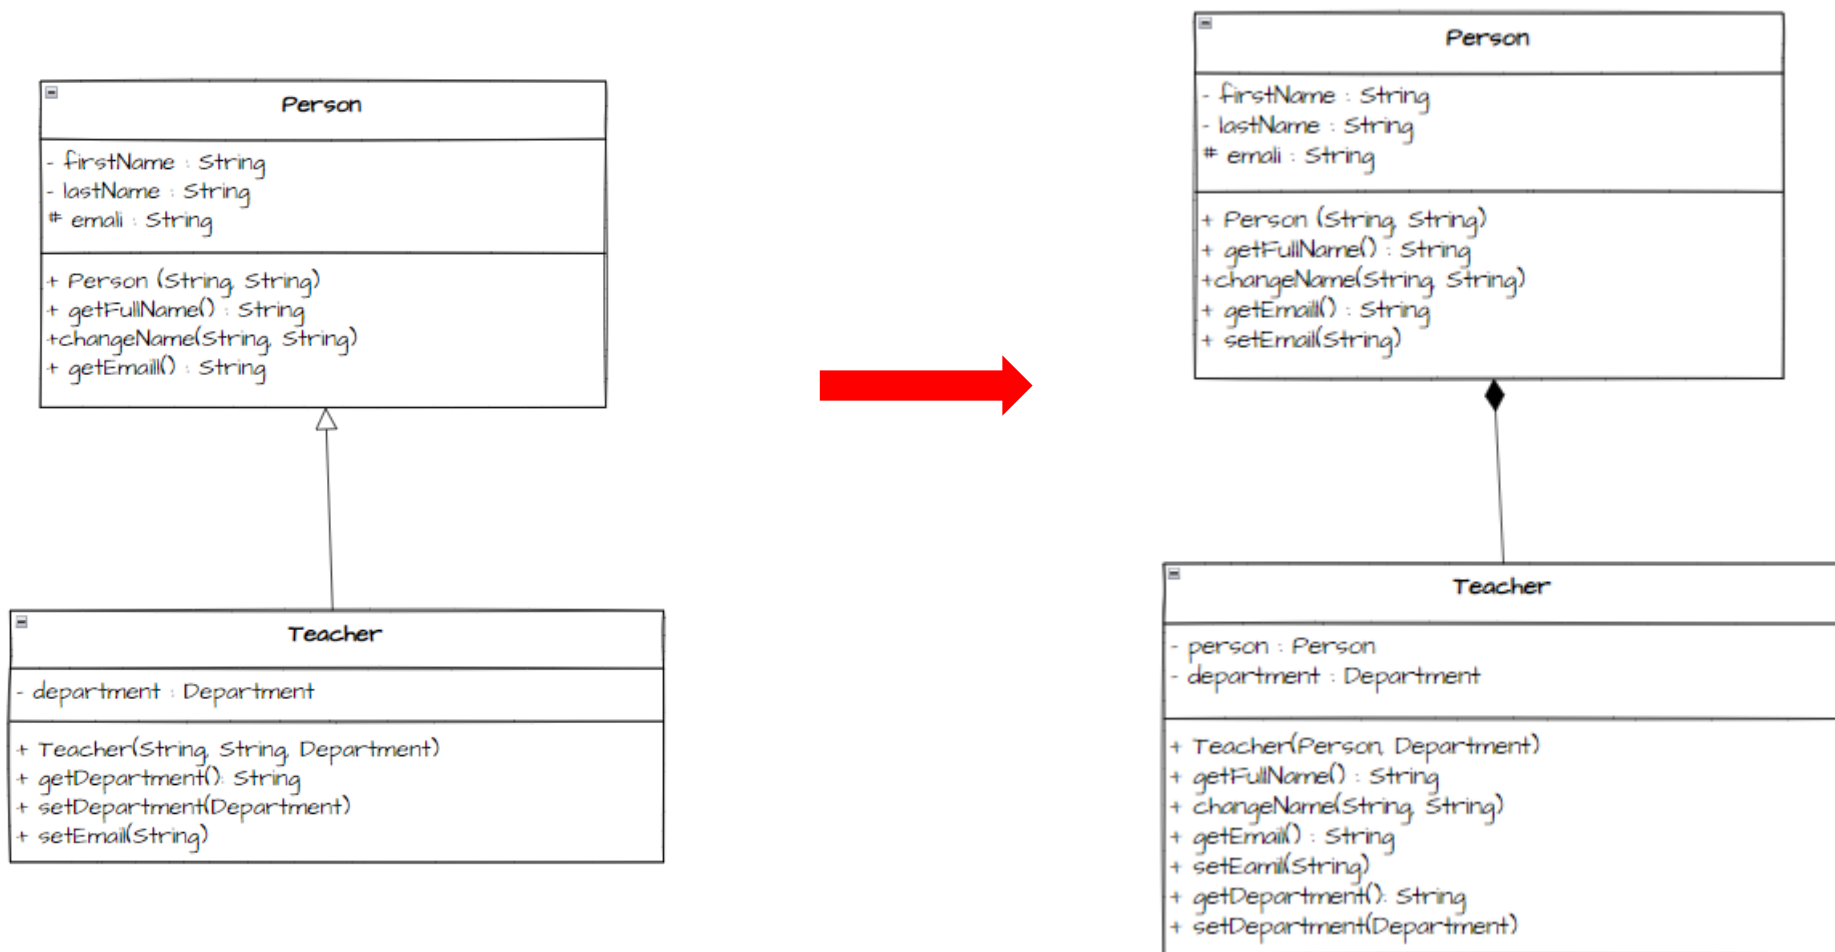 Person
- firstName : String
- lastName : String
# emali : String
+ Person (String, String)
+ getFullName() : String
+changeName(String, String)
+ getEmaill() : String
Teacher
- department : Department
+ Teacher(String, String, Department)
+ getDepartment(): String
+ setDepartment(Department)
+ setEmail(String)
Person
- firstName : String
- lastName : String
# emali : String
+ Person (String, String)
+ getFullName() : String
+changeName(String, String)
+ getEmaill() : String
+ setEmail(String)
Teacher
- person : Person
- department : Department
+ Teacher(Person, Department)
+ getFullName() : String
+ changeName(String, String)
+ getEmail() : String
+ setEamil(String)
+ getDepartment(): String
+ setDepartment(Department)